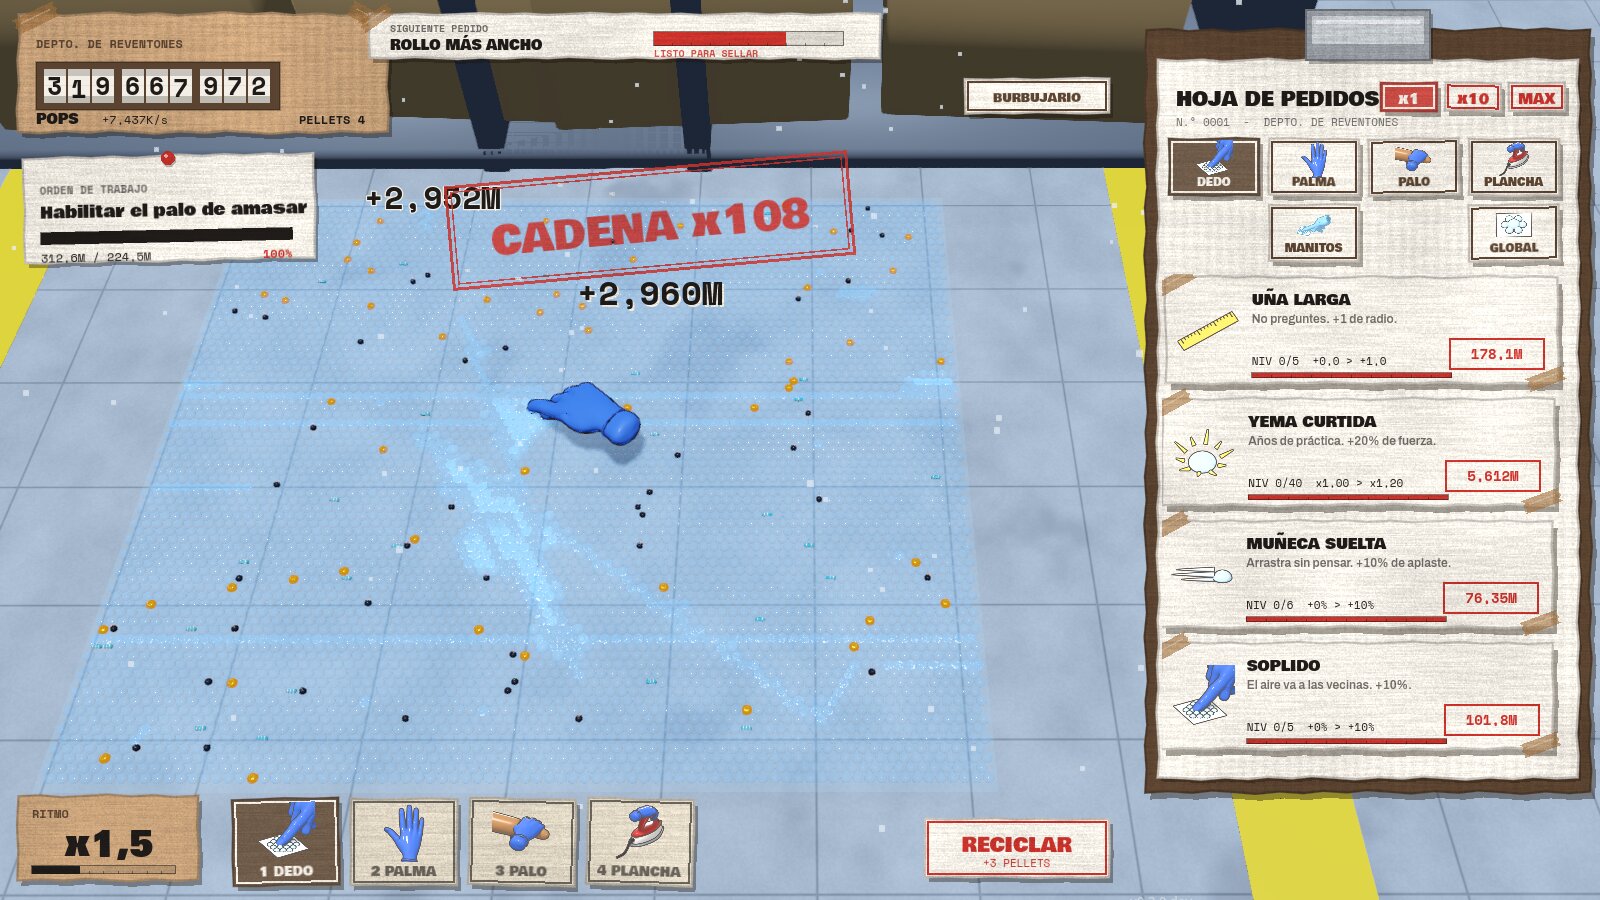 DEPTO. DE REVENTONES
319 667 972
POPS +7,437K/s PELLETS 4
SIGUIENTE PEDIDO
ROLLO MÁS ANCHO
LISTO PARA SELLAR
BURBUJARIO
ORDEN DE TRABAJO
Habilitar el palo de amasar
312,6M / 224,5M 100%
+2,952M
CADENA x108
+2,960M
HOJA DE PEDIDOS
x1 x10 MAX
N.° 0001 - DEPTO. DE REVENTONES
DEDO PALMA PALO PLANCHA
MANITOS GLOBAL
UÑA LARGA
No preguntes. +1 de radio.
NIV 0/5 +0,0 > +1,0
178,1M
YEMA CURTIDA
Años de práctica. +20% de fuerza.
NIV 0/40 x1,00 > x1,20
5,612M
MUÑECA SUELTA
Arrastra sin pensar. +10% de aplaste.
NIV 0/6 +0% > +10%
76,35M
SOPLIDO
El aire va a las vecinas. +10%.
NIV 0/5 +0% > +10%
101,8M
RITMO
x1,5
1 DEDO 2 PALMA 3 PALO 4 PLANCHA
RECICLAR
+3 PELLETS